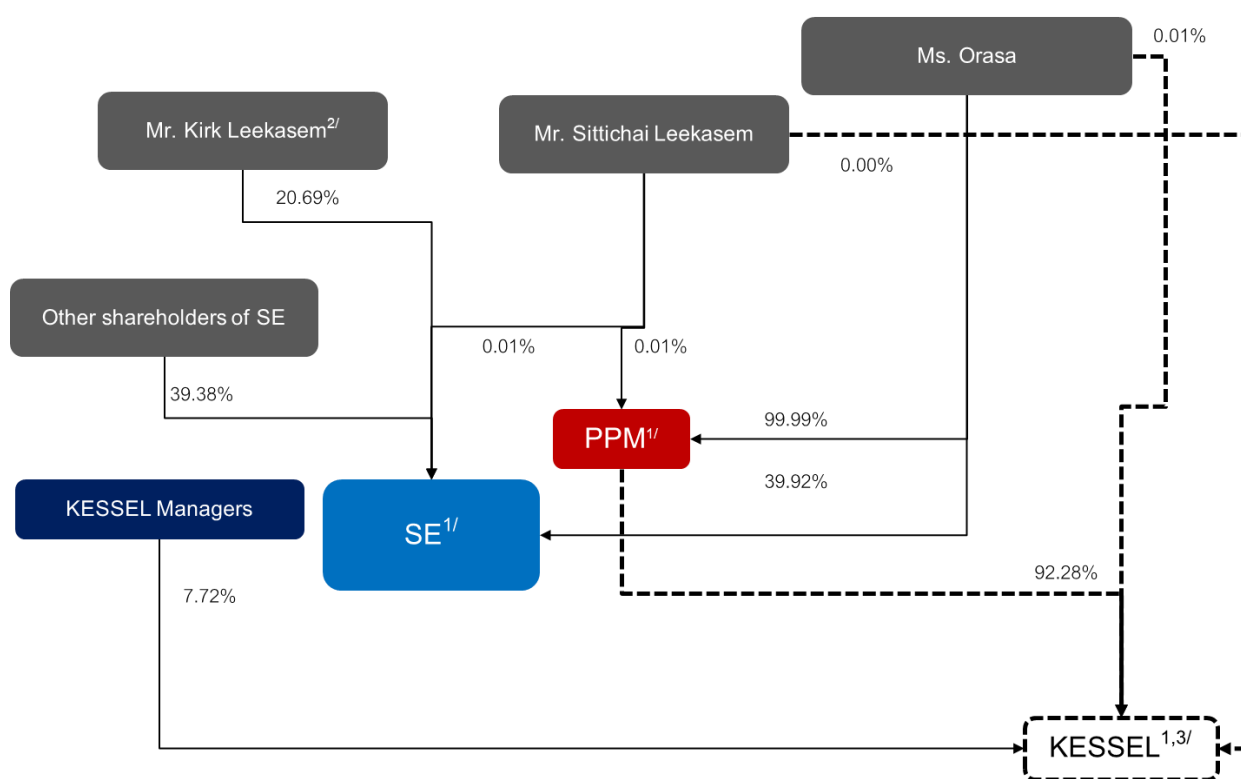 0.01%
Ms. Orasa
Mr. Kirk Leekasem2/
Mr. Sittichai Leekasem
0.00%
20.69%
Other shareholders of SE
0.01%
0.01%
39.38%
PPM1/
99.99%
39.92%
KESSEL Managers
SE1/
92.28%
7.72%
KESSEL1,3/